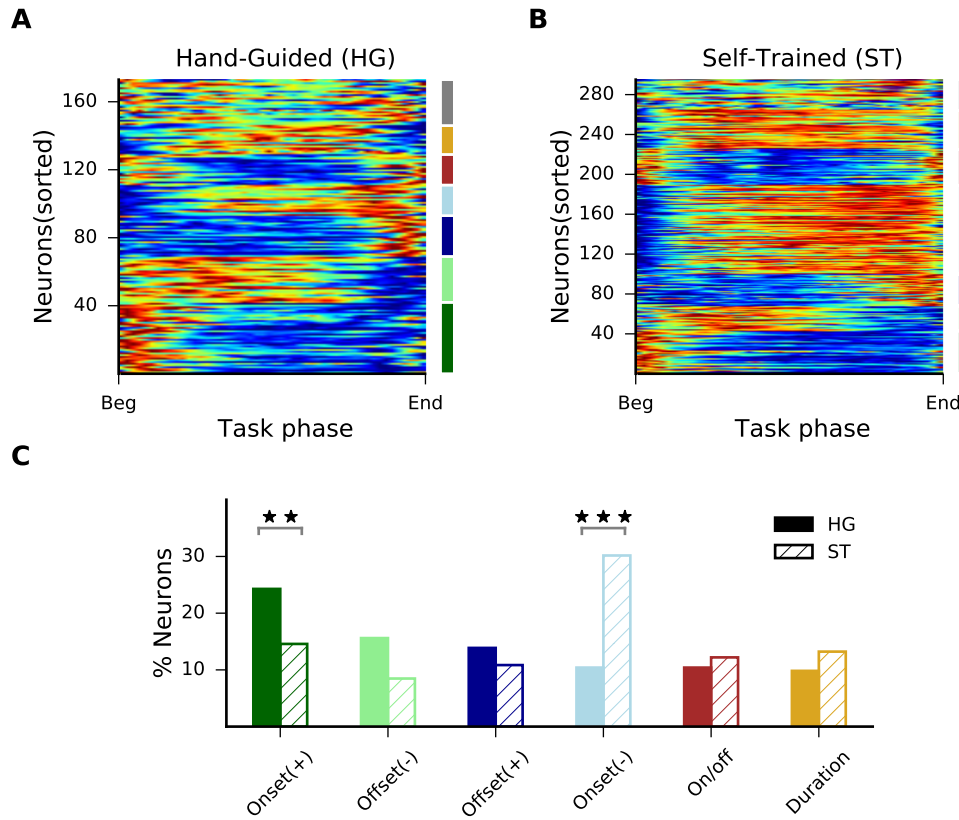 A
B
Hand-Guided (HG)
Self-Trained (ST)
Neurons(sorted)
160
120
80
40
Beg
End
Task phase
Neurons(sorted)
280
240
200
160
120
80
40
Beg
End
Task phase
C
★★
★★★
HG
ST
% Neurons
30
20
10
Onset(+)
Offset(-)
Offset(+)
Onset(-)
On/off
Duration